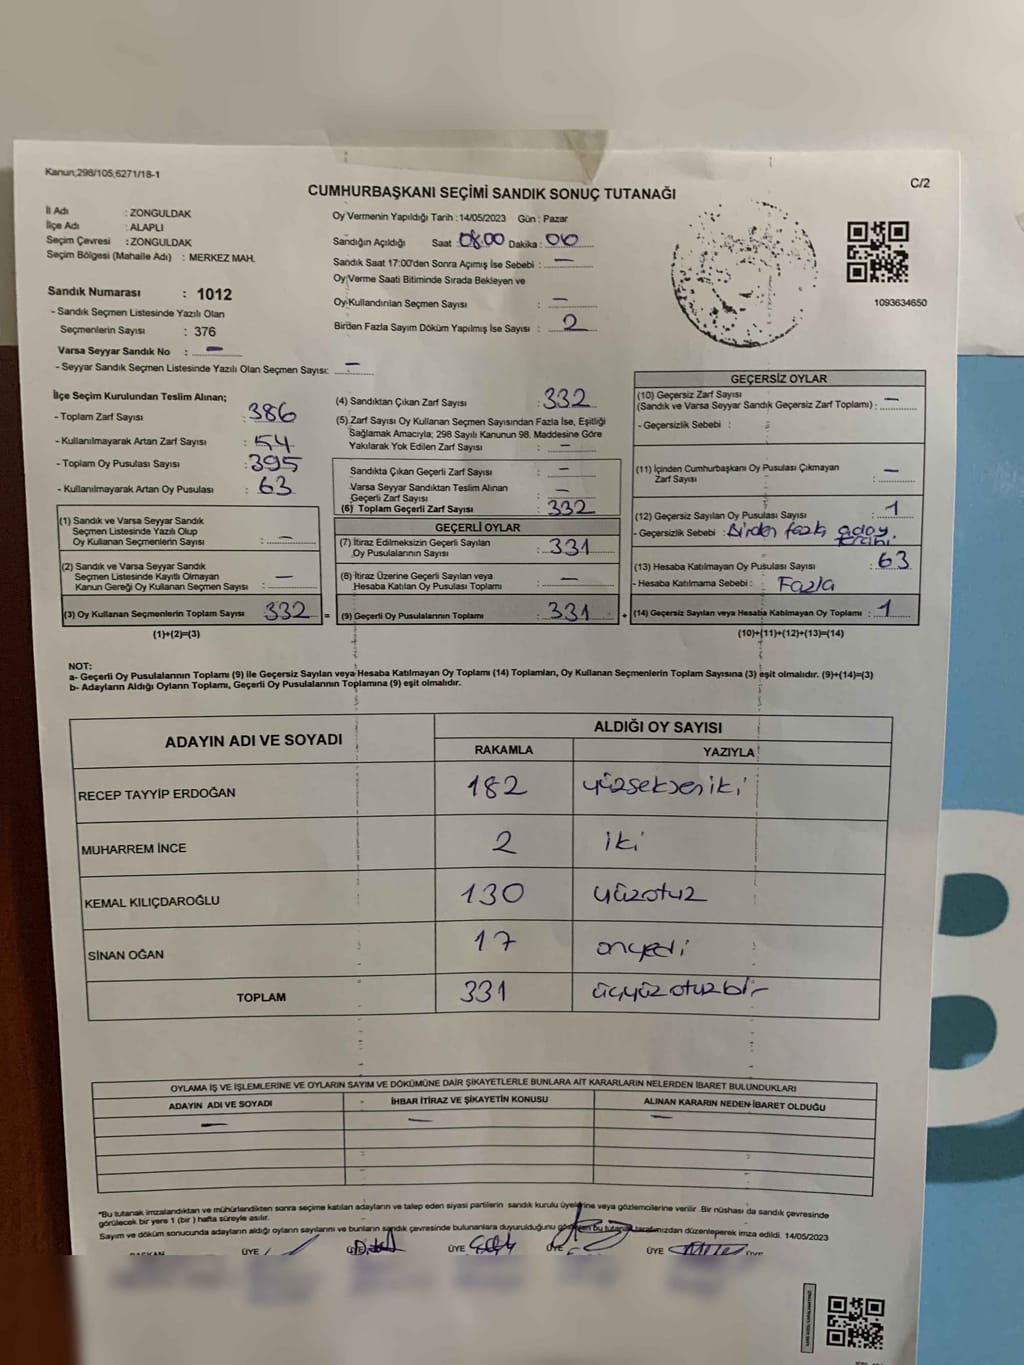 Kanun;298/105;6271/18-1
C/2
CUMHURBAŞKANI SEÇİMİ SANDIK SONUÇ TUTANAĞI
İl Adı : ZONGULDAK
İlçe Adı : ALAPLI
Seçim Çevresi : ZONGULDAK
Seçim Bölgesi (Mahalle Adı) : MERKEZ MAH.
Sandık Numarası : 1012
- Sandık Seçmen Listesinde Yazılı Olan
Seçmenlerin Sayısı : 376
Varsa Seyyar Sandık No : —
- Seyyar Sandık Seçmen Listesinde Yazılı Olan Seçmen Sayısı: —
Oy Vermenin Yapıldığı Tarih : 14/05/2023 Gün : Pazar
Sandığın Açıldığı Saat : 08.00 Dakika : 00
Sandık Saat 17:00'den Sonra Açımış İse Sebebi : —
Oy Verme Saati Bitiminde Sırada Bekleyen ve
Oy Kullandırılan Seçmen Sayısı : —
Birden Fazla Sayım Döküm Yapılmış İse Sayısı : 2
1093634650
İlçe Seçim Kurulundan Teslim Alınan;
- Toplam Zarf Sayısı : 386
- Kullanılmayarak Artan Zarf Sayısı : 54
- Toplam Oy Pusulası Sayısı : 395
- Kullanılmayarak Artan Oy Pusulası : 63
(1) Sandık ve Varsa Seyyar Sandık
Seçmen Listesinde Yazılı Olup
Oy Kullanan Seçmenlerin Sayısı : —
(2) Sandık ve Varsa Seyyar Sandık
Seçmen Listesinde Kayıtlı Olmayan
Kanun Gereği Oy Kullanan Seçmen Sayısı : —
(3) Oy Kullanan Seçmenlerin Toplam Sayısı 332 =
(1)+(2)=(3)
(4) Sandıktan Çıkan Zarf Sayısı : 332
(5) Zarf Sayısı Oy Kullanan Seçmen Sayısından Fazla İse, Eşitliği
Sağlamak Amacıyla; 298 Sayılı Kanunun 98. Maddesine Göre
Yakılarak Yok Edilen Zarf Sayısı : —
Sandıkta Çıkan Geçerli Zarf Sayısı : —
Varsa Seyyar Sandıktan Teslim Alınan
Geçerli Zarf Sayısı : —
(6) Toplam Geçerli Zarf Sayısı : 332
GEÇERLİ OYLAR
(7) İtiraz Edilmeksizin Geçerli Sayılan
Oy Pusulalarının Sayısı : 331
(8) İtiraz Üzerine Geçerli Sayılan veya
Hesaba Katılan Oy Pusulası Toplamı : —
(9) Geçerli Oy Pusulalarının Toplamı : 331 +
GEÇERSİZ OYLAR
(10) Geçersiz Zarf Sayısı
(Sandık ve Varsa Seyyar Sandık Geçersiz Zarf Toplamı) : —
- Geçersizlik Sebebi :
(11) İçinden Cumhurbaşkanı Oy Pusulası Çıkmayan
Zarf Sayısı : —
(12) Geçersiz Sayılan Oy Pusulası Sayısı : 1
- Geçersizlik Sebebi : Birden fazla aday
(13) Hesaba Katılmayan Oy Pusulası Sayısı : 63
- Hesaba Katılmama Sebebi : Fazla
(14) Geçersiz Sayılan veya Hesaba Katılmayan Oy Toplamı : 1
(10)+(11)+(12)+(13)=(14)
NOT:
a- Geçerli Oy Pusulalarının Toplamı (9) ile Geçersiz Sayılan veya Hesaba Katılmayan Oy Toplamı (14) Toplamları, Oy Kullanan Seçmenlerin Toplam Sayısına (3) eşit olmalıdır. (9)+(14)=(3)
b- Adayların Aldığı Oyların Toplamı, Geçerli Oy Pusulalarının Toplamına (9) eşit olmalıdır.
ADAYIN ADI VE SOYADI ALDIĞI OY SAYISI
RAKAMLA YAZIYLA
RECEP TAYYİP ERDOĞAN 182 yüzsekseniki
MUHARREM İNCE 2 iki
KEMAL KILIÇDAROĞLU 130 yüzotuz
SİNAN OĞAN 17 onyedi
TOPLAM 331 üçyüzotuzbir
OYLAMA İŞ VE İŞLEMLERİNE VE OYLARIN SAYIM VE DÖKÜMÜNE DAİR ŞİKAYETLERLE BUNLARA AİT KARARLARIN NELERDEN İBARET BULUNDUKLARI
ADAYIN ADI VE SOYADI İHBAR İTİRAZ VE ŞİKAYETİN KONUSU ALINAN KARARIN NEDEN İBARET OLDUĞU
— — —
*Bu tutanak imzalandıktan ve mühürlendikten sonra seçime katılan adayların ve talep eden siyasi partilerin sandık kurulu üyelerine veya gözlemcilerine verilir. Bir nüshası da sandık çevresinde
görülecek bir yere 1 (bir) hafta süreyle asılır.
Sayım ve döküm sonucunda adayların aldığı oyların sayılarını ve bunların sandık çevresinde bulunanlara duyurulduğunu gösteren bu tutanak tarafımızdan düzenlenerek imza edildi. 14/05/2023
BAŞKAN ÜYE ÜYE ÜYE ÜYE ÜYE ÜYE